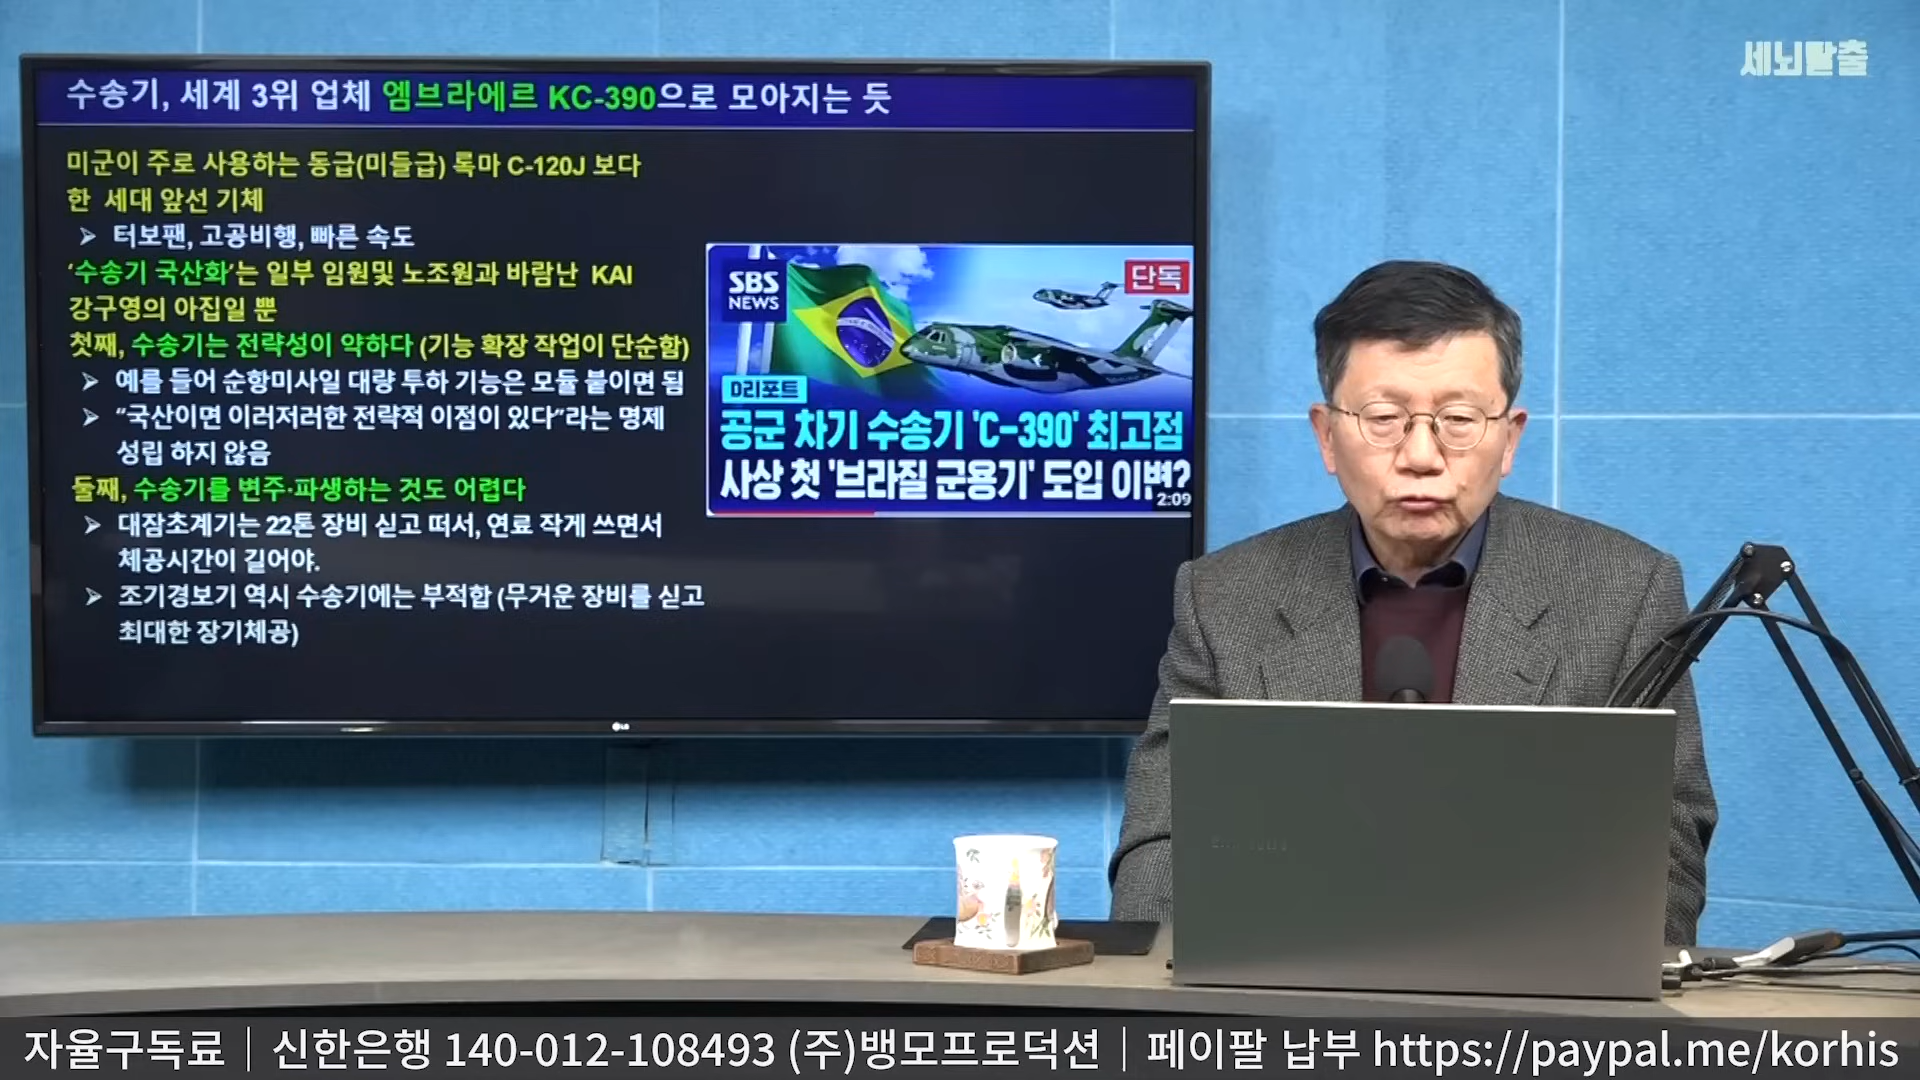 세뇌탈출
수송기, 세계 3위 업체 엠브라에르 KC-390으로 모아지는 듯
미군이 주로 사용하는 동급(미들급) 록마 C-120J 보다
한 세대 앞선 기체
➢ 터보팬, 고공비행, 빠른 속도
‘수송기 국산화’는 일부 임원및 노조원과 바람난 KAI
강구영의 아집일 뿐
첫째, 수송기는 전략성이 약하다 (기능 확장 작업이 단순함)
➢ 예를 들어 순항미사일 대량 투하 기능은 모듈 붙이면 됨
➢ “국산이면 이러저러한 전략적 이점이 있다”라는 명제
성립 하지 않음
둘째, 수송기를 변주·파생하는 것도 어렵다
➢ 대잠초계기는 22톤 장비 싣고 떠서, 연료 작게 쓰면서
체공시간이 길어야.
➢ 조기경보기 역시 수송기에는 부적합 (무거운 장비를 싣고
최대한 장기체공)
SBS
NEWS
단독
D리포트
공군 차기 수송기 'C-390' 최고점
사상 첫 '브라질 군용기' 도입 이변?
2:09
LG
자율구독료｜신한은행 140-012-108493 (주)뱅모프로덕션｜페이팔 납부 https://paypal.me/korhis